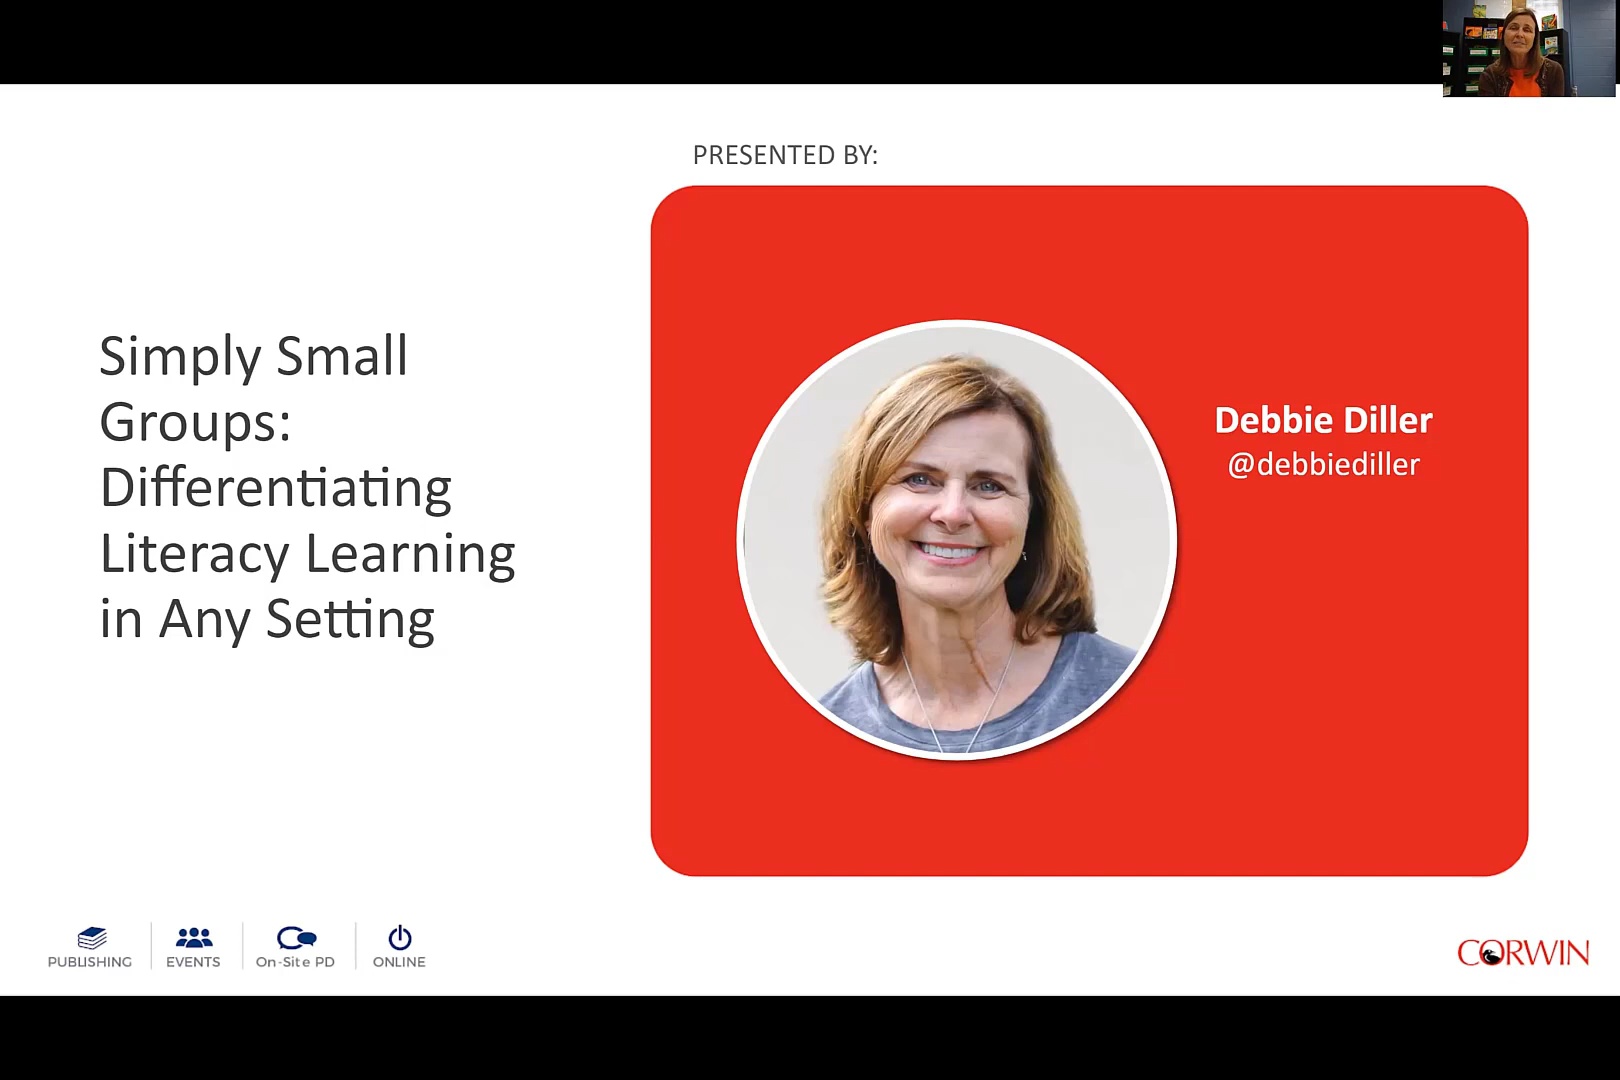 PRESENTED BY:
Simply Small
Groups:
Differentiating
Literacy Learning
in Any Setting
Debbie Diller
@debbiediller
PUBLISHING
EVENTS
On-Site PD
ONLINE
CORWIN